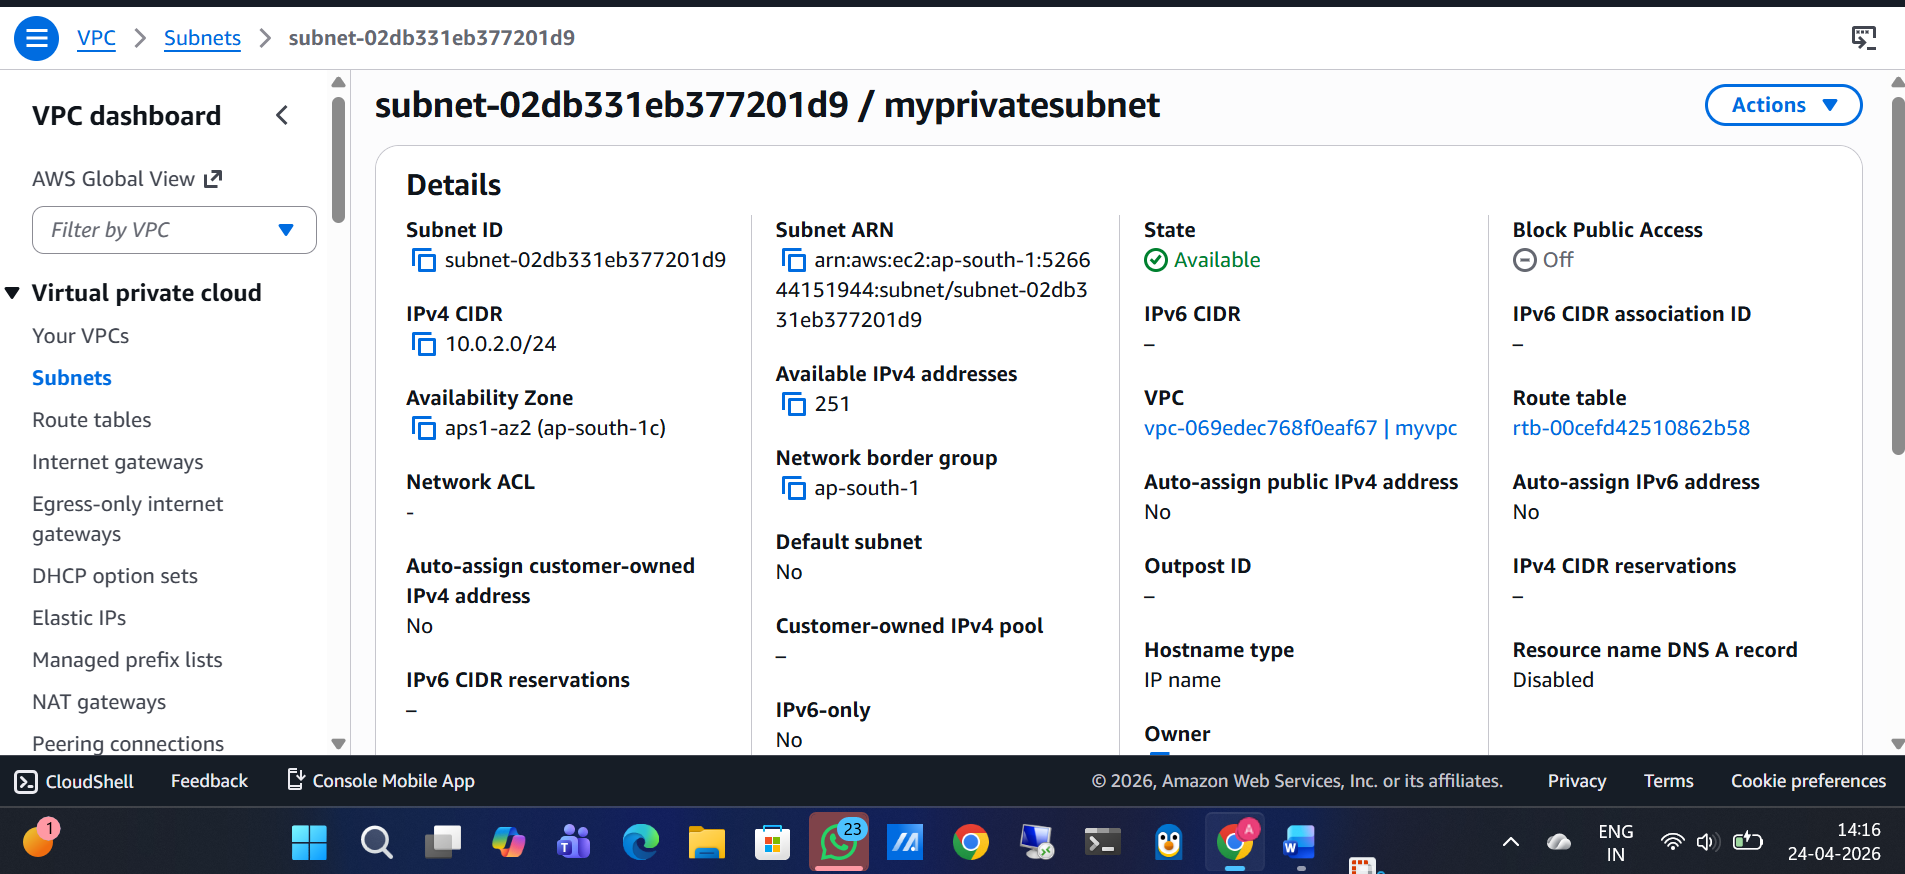 VPC > Subnets > subnet-02db331eb377201d9
VPC dashboard
AWS Global View
Filter by VPC
Virtual private cloud
Your VPCs
Subnets
Route tables
Internet gateways
Egress-only internet
gateways
DHCP option sets
Elastic IPs
Managed prefix lists
NAT gateways
Peering connections
subnet-02db331eb377201d9 / myprivatesubnet
Actions
Details
Subnet ID
subnet-02db331eb377201d9
IPv4 CIDR
10.0.2.0/24
Availability Zone
aps1-az2 (ap-south-1c)
Network ACL
-
Auto-assign customer-owned
IPv4 address
No
IPv6 CIDR reservations
–
Subnet ARN
arn:aws:ec2:ap-south-1:5266
44151944:subnet/subnet-02db3
31eb377201d9
Available IPv4 addresses
251
Network border group
ap-south-1
Default subnet
No
Customer-owned IPv4 pool
–
IPv6-only
No
State
Available
IPv6 CIDR
–
VPC
vpc-069edec768f0eaf67 | myvpc
Auto-assign public IPv4 address
No
Outpost ID
–
Hostname type
IP name
Owner
Block Public Access
Off
IPv6 CIDR association ID
–
Route table
rtb-00cefd42510862b58
Auto-assign IPv6 address
No
IPv4 CIDR reservations
–
Resource name DNS A record
Disabled
CloudShell Feedback Console Mobile App © 2026, Amazon Web Services, Inc. or its affiliates. Privacy Terms Cookie preferences
1
T
23
A
W
ENG
IN
14:16
24-04-2026